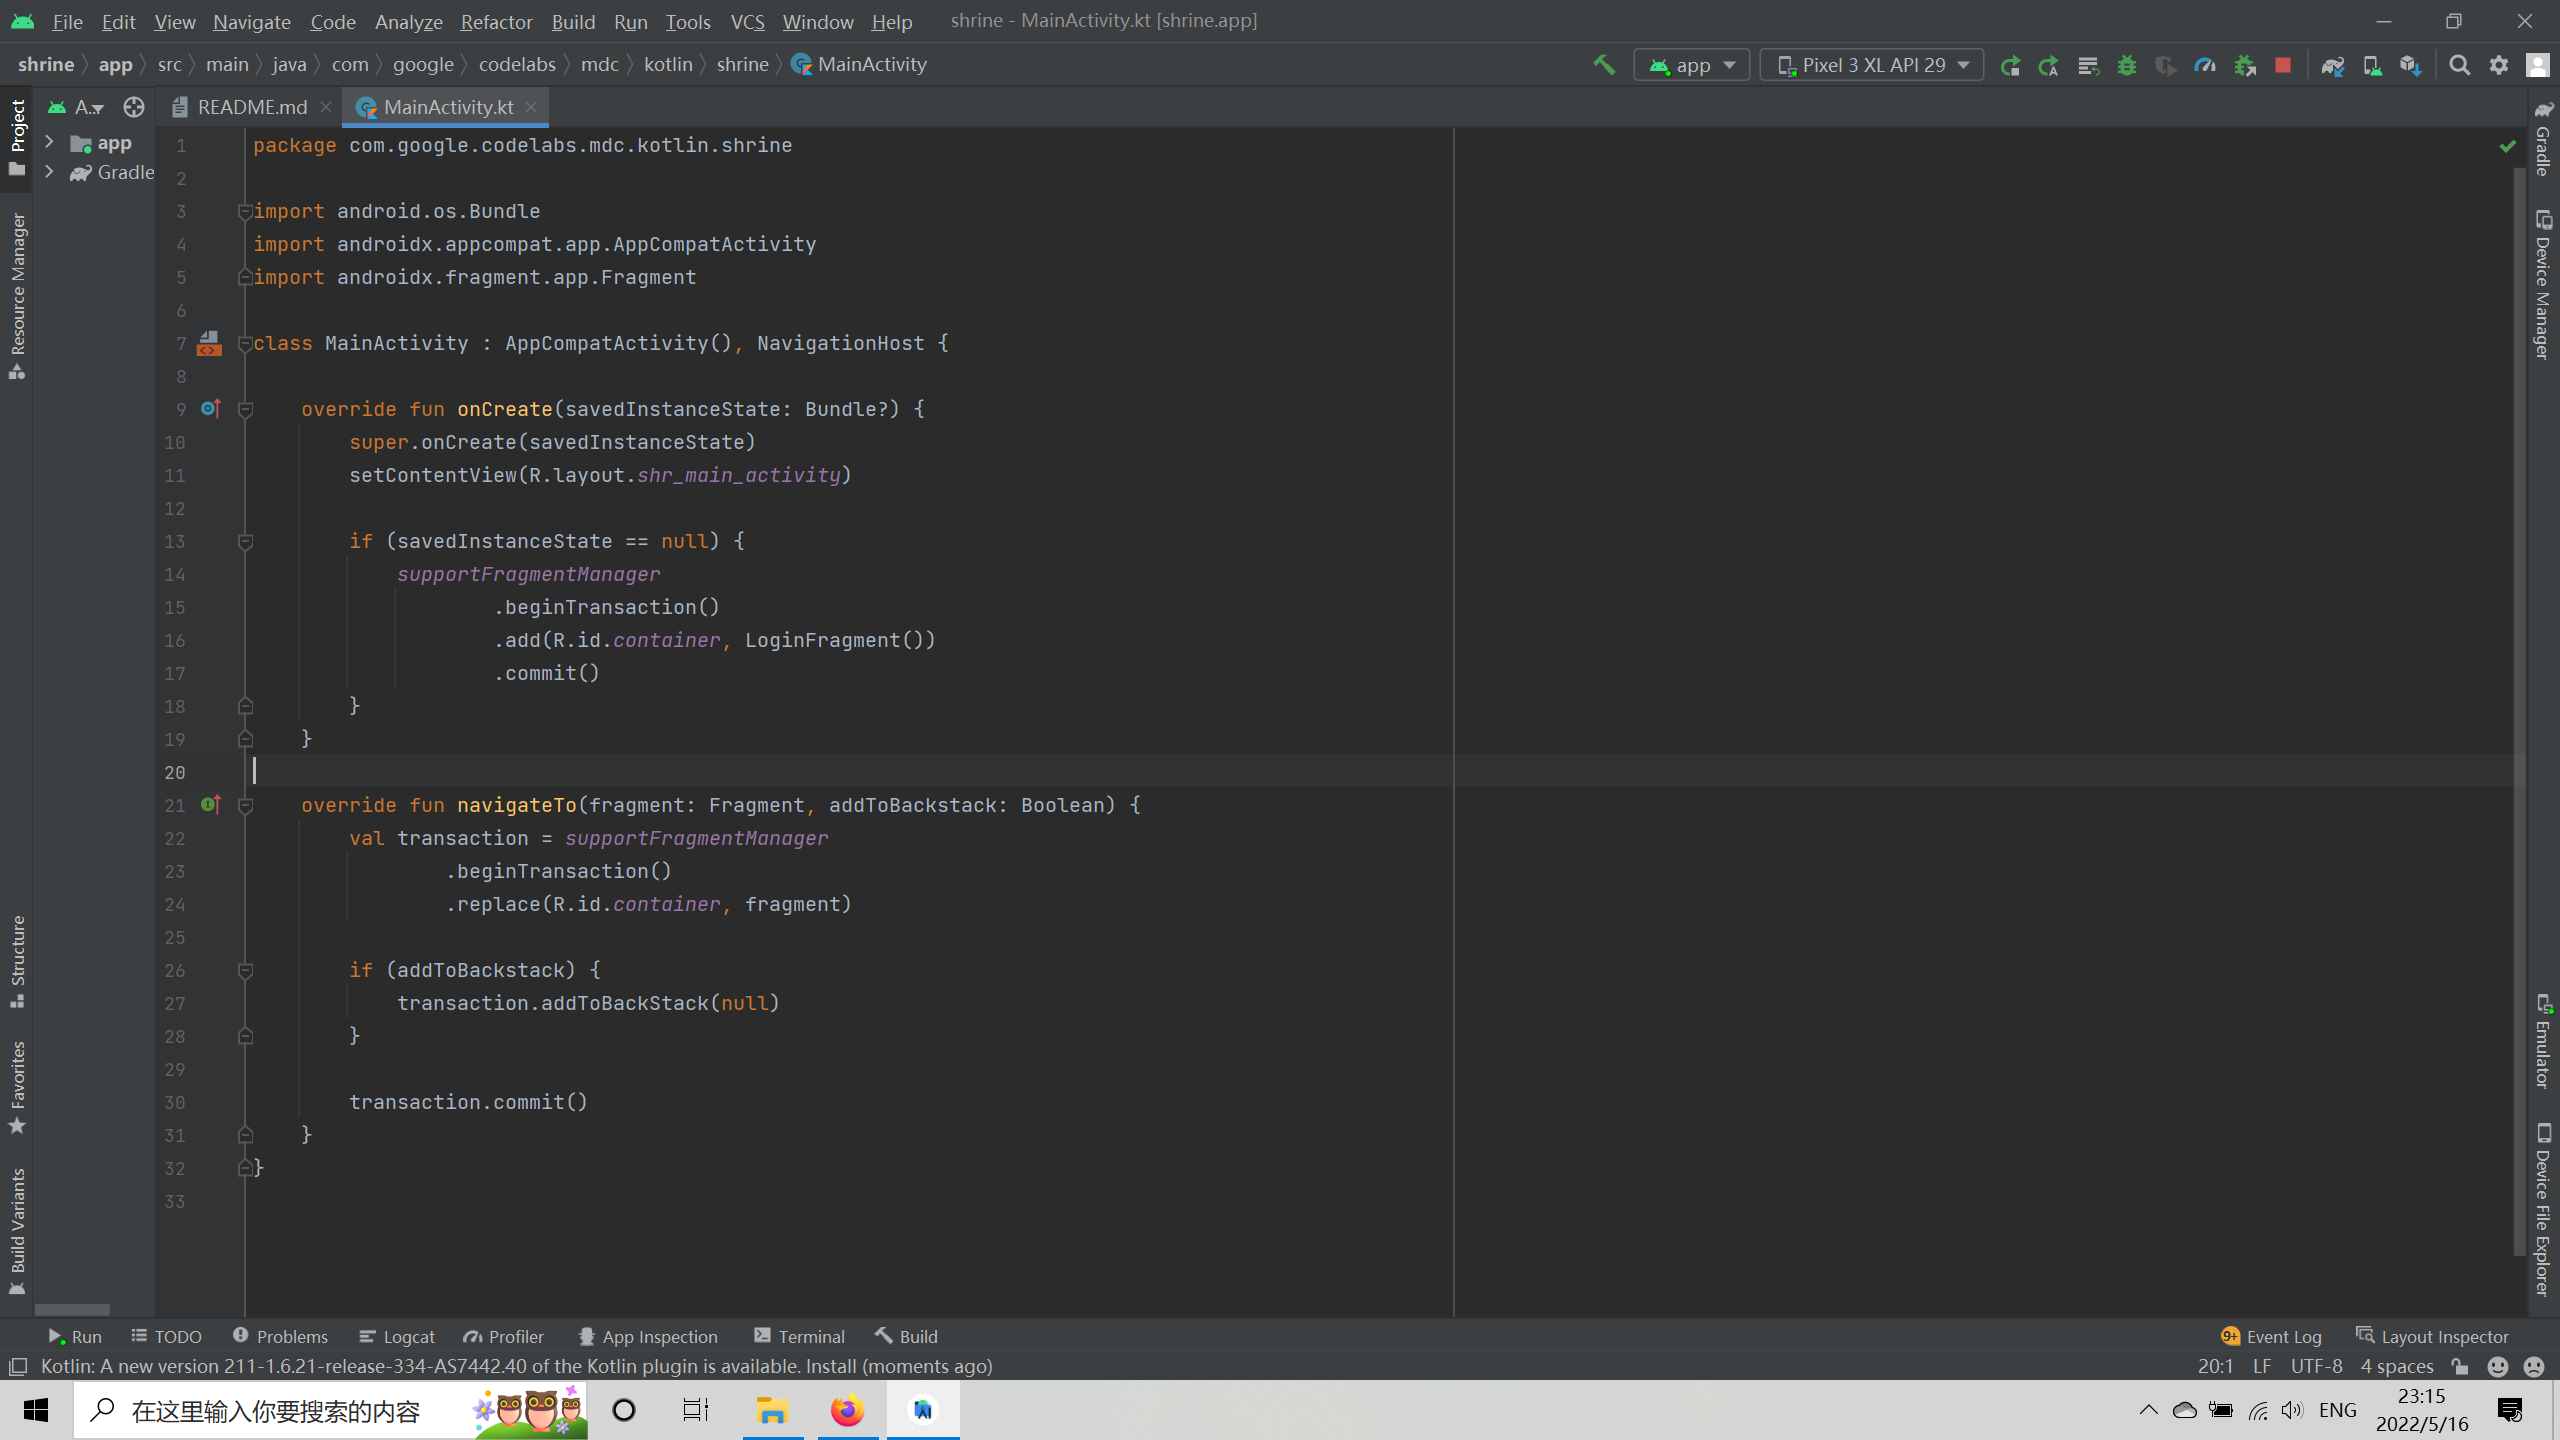 File Edit View Navigate Code Analyze Refactor Build Run Tools VCS Window Help shrine - MainActivity.kt [shrine.app]
shrine app src main java com google codelabs mdc kotlin shrine MainActivity app Pixel 3 XL API 29
A.. README.md MainActivity.kt
Project
app
Gradle
Resource Manager
Structure
Favorites
Build Variants
1 package com.google.codelabs.mdc.kotlin.shrine
2
3 import android.os.Bundle
4 import androidx.appcompat.app.AppCompatActivity
5 import androidx.fragment.app.Fragment
6
7 class MainActivity : AppCompatActivity(), NavigationHost {
8
9 override fun onCreate(savedInstanceState: Bundle?) {
10 super.onCreate(savedInstanceState)
11 setContentView(R.layout.shr_main_activity)
12
13 if (savedInstanceState == null) {
14 supportFragmentManager
15 .beginTransaction()
16 .add(R.id.container, LoginFragment())
17 .commit()
18 }
19 }
20
21 override fun navigateTo(fragment: Fragment, addToBackstack: Boolean) {
22 val transaction = supportFragmentManager
23 .beginTransaction()
24 .replace(R.id.container, fragment)
25
26 if (addToBackstack) {
27 transaction.addToBackStack(null)
28 }
29
30 transaction.commit()
31 }
32 }
33
Gradle
Device Manager
Emulator
Device File Explorer
Run TODO Problems Logcat Profiler App Inspection Terminal Build 9+ Event Log Layout Inspector
Kotlin: A new version 211-1.6.21-release-334-AS7442.40 of the Kotlin plugin is available. Install (moments ago) 20:1 LF UTF-8 4 spaces
在这里输入你要搜索的内容 ENG 23:15
2022/5/16